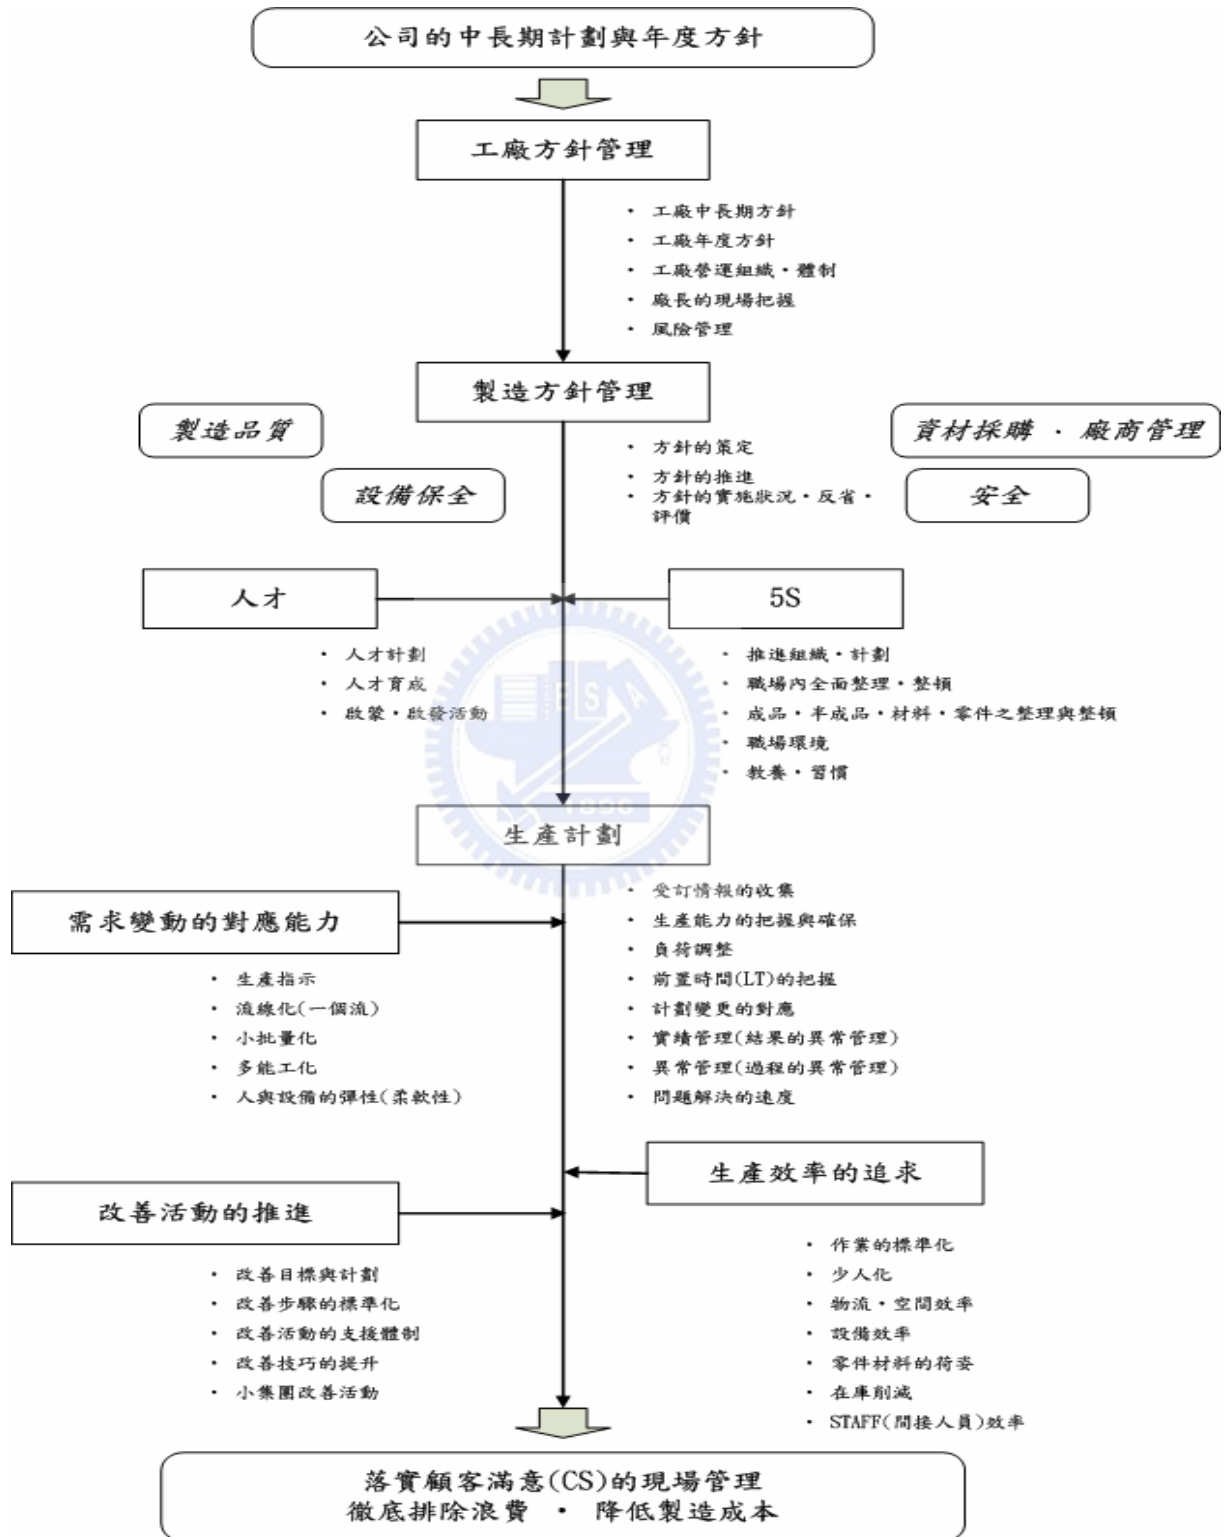 公司的中長期計劃與年度方針
工廠方針管理
• 工廠中長期方針
• 工廠年度方針
• 工廠營運組織•體制
• 廠長的現場把握
• 風險管理
製造方針管理
製造品質
資材採購 • 廠商管理
設備保全
安全
• 方針的策定
• 方針的推進
• 方針的實施狀況•反省•
評價
人才
5S
• 人才計劃
• 人才育成
• 啟蒙•啟發活動
• 推進組織•計劃
• 職場內全面整理•整頓
• 成品•半成品•材料•零件之整理與整頓
• 職場環境
• 教養•習慣
ESA
1896
生產計劃
• 受訂情報的收集
• 生產能力的把握與確保
• 負荷調整
• 前置時間(LT)的把握
• 計劃變更的對應
• 實績管理(結果的異常管理)
• 異常管理(過程的異常管理)
• 問題解決的速度
需求變動的對應能力
• 生產指示
• 流線化(一個流)
• 小批量化
• 多能工化
• 人與設備的彈性(柔軟性)
生產效率的追求
• 作業的標準化
• 少人化
• 物流•空間效率
• 設備效率
• 零件材料的荷姿
• 在庫削減
• STAFF(間接人員)效率
改善活動的推進
• 改善目標與計劃
• 改善步驟的標準化
• 改善活動的支援體制
• 改善技巧的提升
• 小集團改善活動
落實顧客滿意(CS)的現場管理
徹底排除浪費 • 降低製造成本